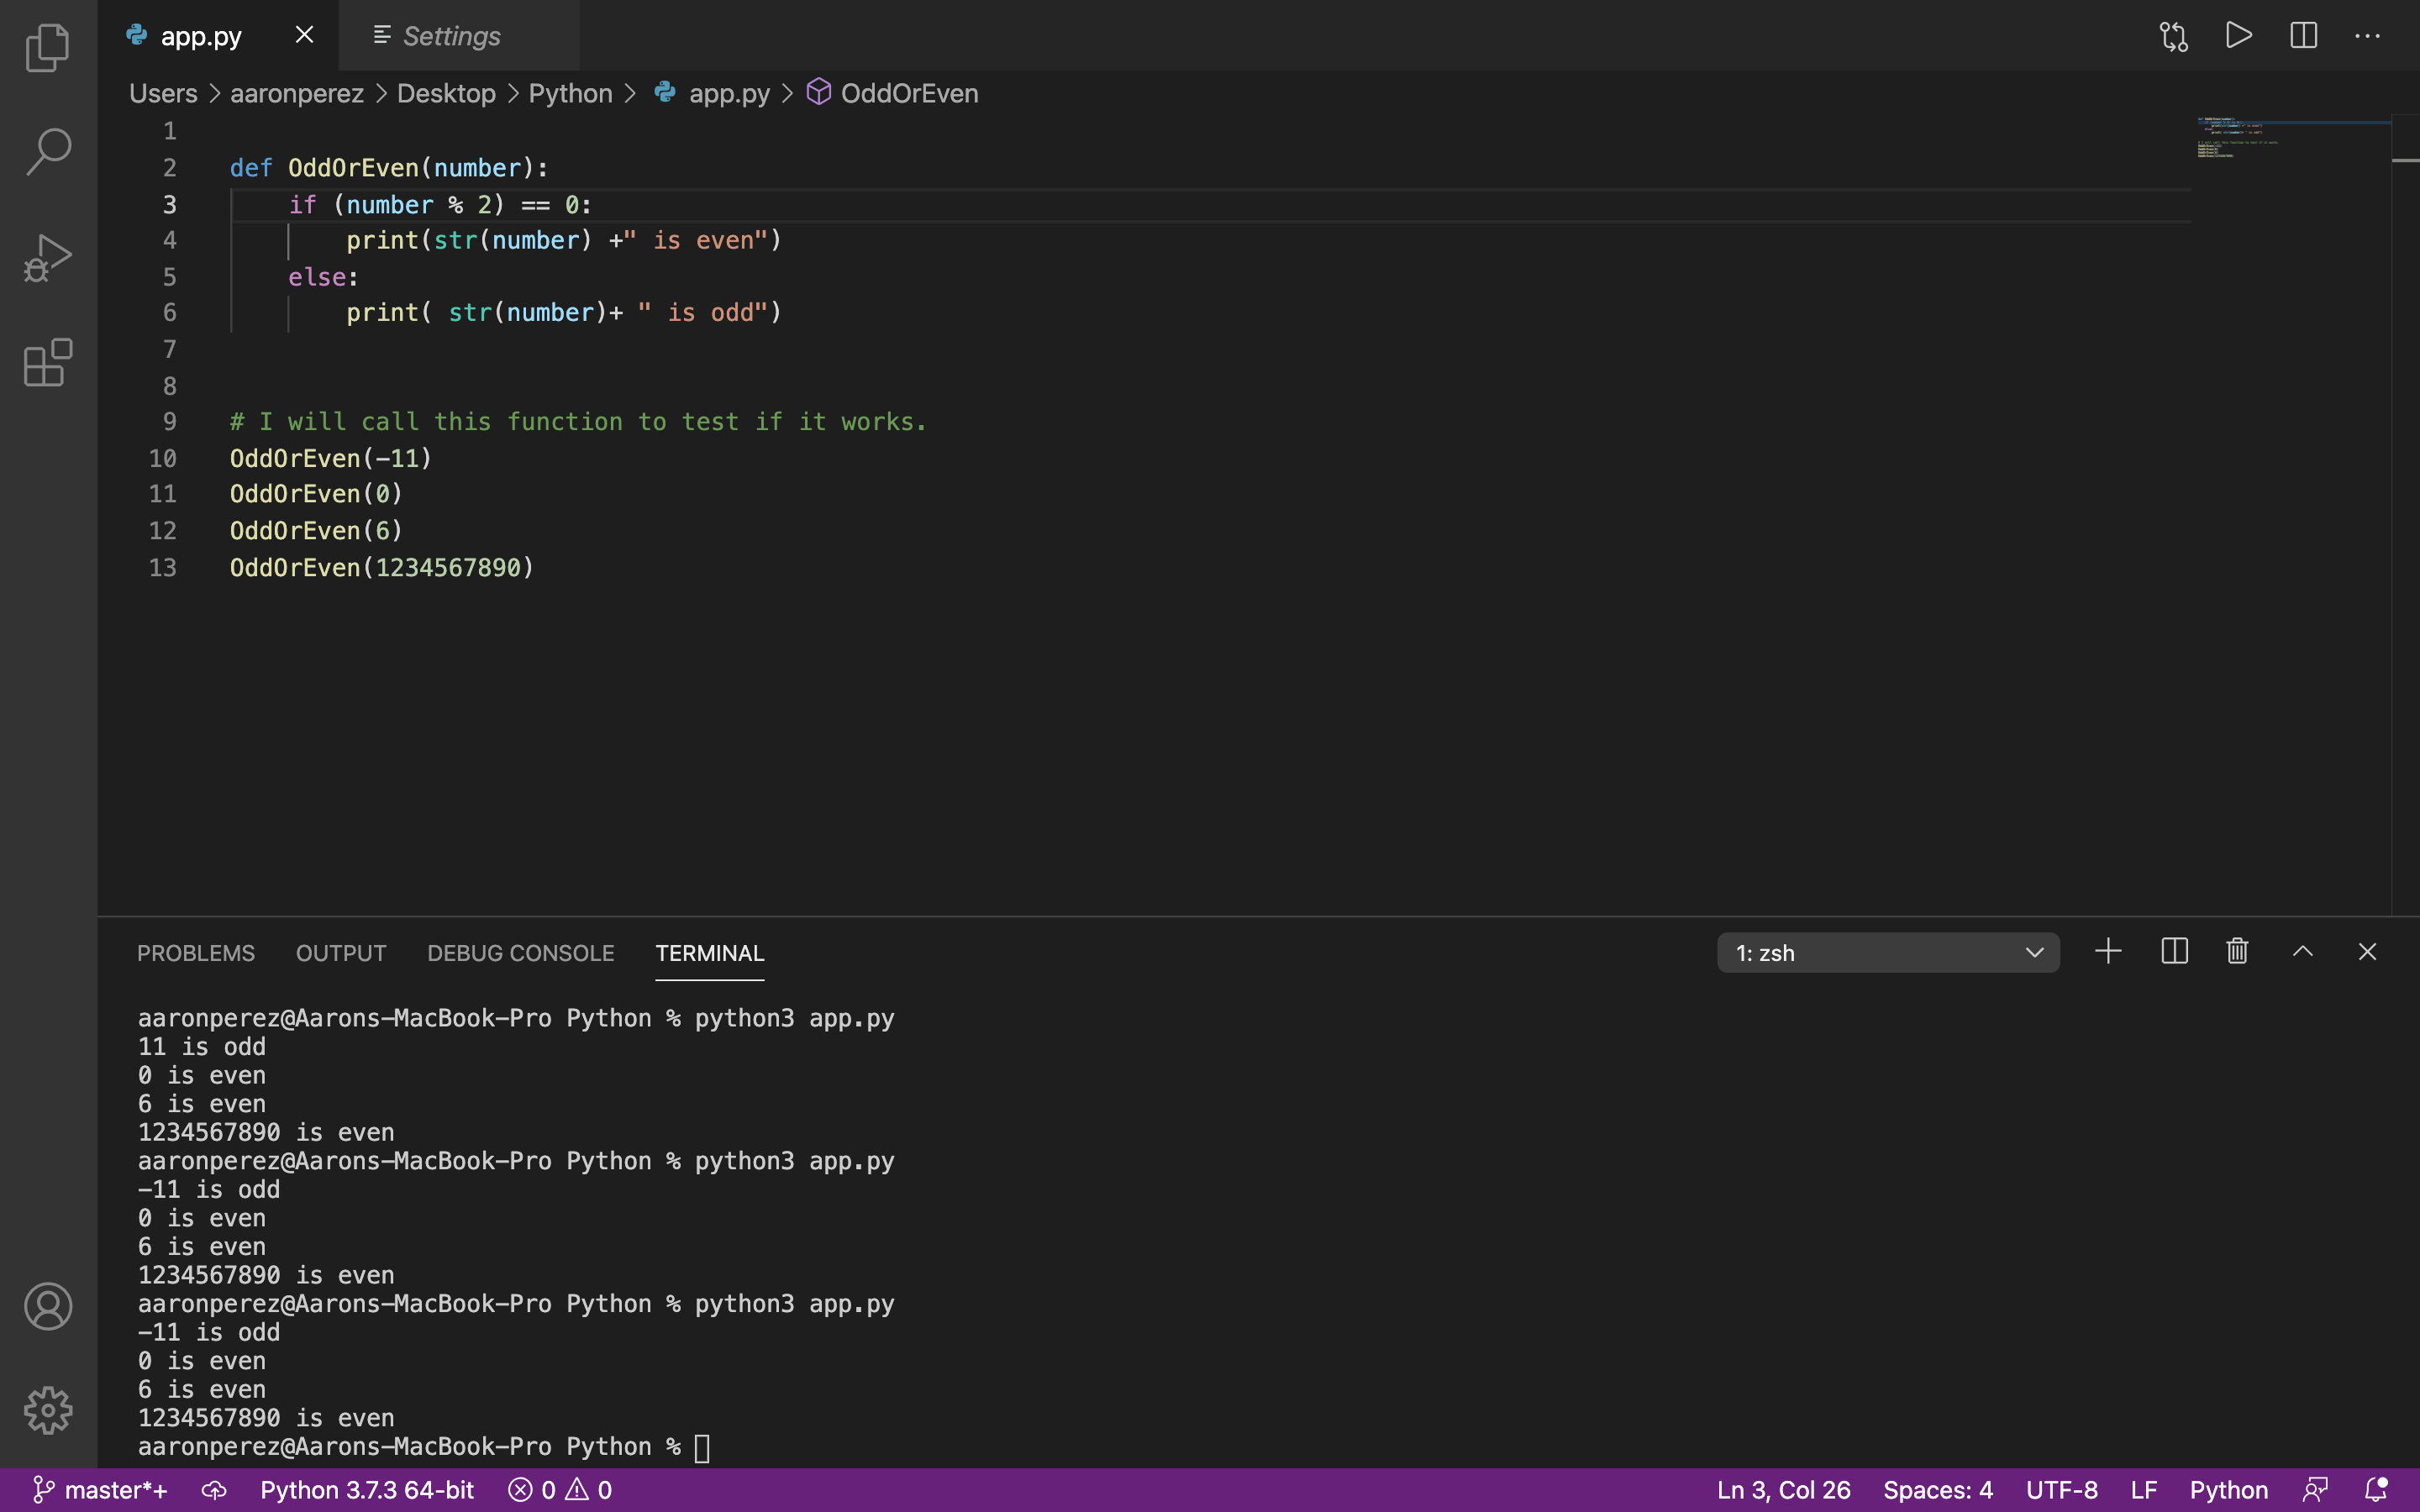 app.py Settings
Users > aaronperez > Desktop > Python > app.py > OddOrEven
1
2 def OddOrEven(number):
3 if (number % 2) == 0:
4 print(str(number) +" is even")
5 else:
6 print( str(number)+ " is odd")
7
8
9 # I will call this function to test if it works.
10 OddOrEven(-11)
11 OddOrEven(0)
12 OddOrEven(6)
13 OddOrEven(1234567890)
PROBLEMS OUTPUT DEBUG CONSOLE TERMINAL 1: zsh
aaronperez@Aarons-MacBook-Pro Python % python3 app.py
11 is odd
0 is even
6 is even
1234567890 is even
aaronperez@Aarons-MacBook-Pro Python % python3 app.py
-11 is odd
0 is even
6 is even
1234567890 is even
aaronperez@Aarons-MacBook-Pro Python % python3 app.py
-11 is odd
0 is even
6 is even
1234567890 is even
aaronperez@Aarons-MacBook-Pro Python %
master*+ Python 3.7.3 64-bit 0 0 Ln 3, Col 26 Spaces: 4 UTF-8 LF Python